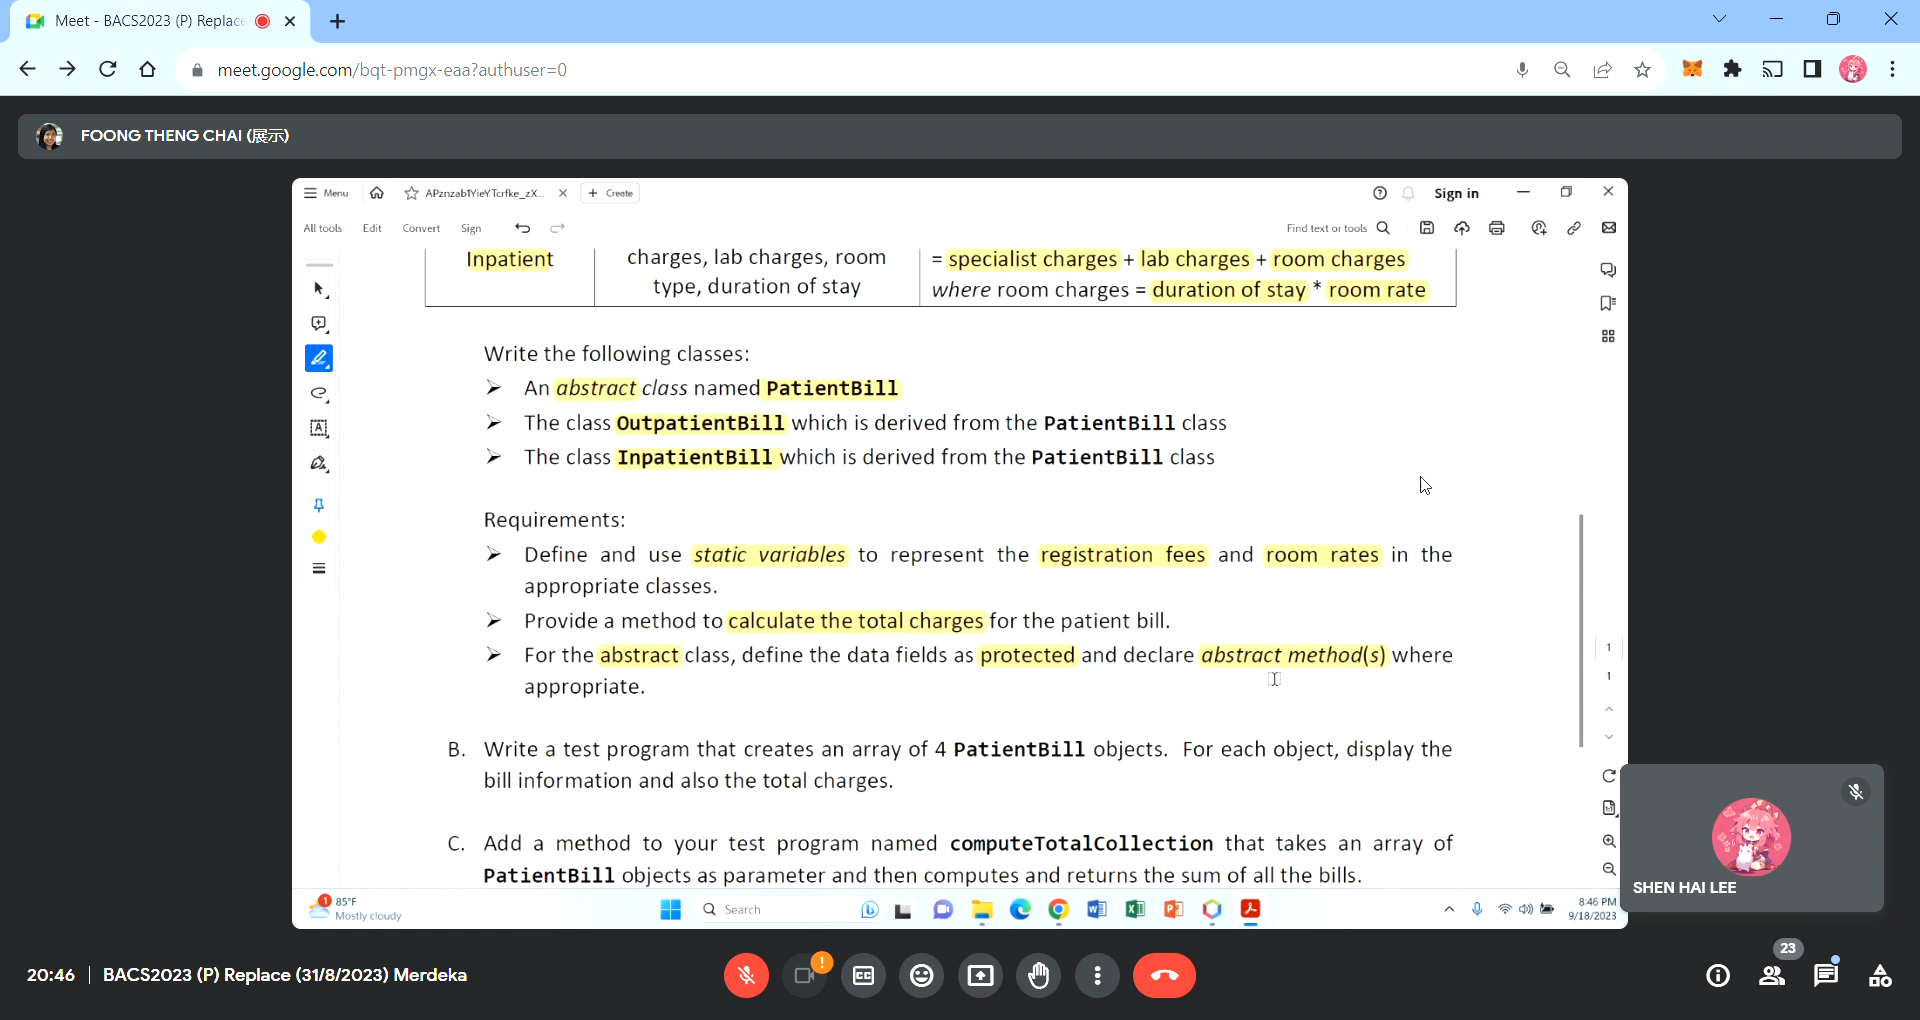 Meet - BACS2023 (P) Replace
meet.google.com/bqt-pmgx-eaa?authuser=0
FOONG THENG CHAI (展示)
Menu
APznzab1YieYTcrfke_zX...
Create
Sign in
All tools
Edit
Convert
Sign
Find text or tools
Inpatient
charges, lab charges, room
type, duration of stay
= specialist charges + lab charges + room charges
where room charges = duration of stay * room rate
Write the following classes:
➢ An abstract class named PatientBill
➢ The class OutpatientBill which is derived from the PatientBill class
➢ The class InpatientBill which is derived from the PatientBill class
Requirements:
➢ Define and use static variables to represent the registration fees and room rates in the
appropriate classes.
➢ Provide a method to calculate the total charges for the patient bill.
➢ For the abstract class, define the data fields as protected and declare abstract method(s) where
appropriate.
B. Write a test program that creates an array of 4 PatientBill objects. For each object, display the
bill information and also the total charges.
C. Add a method to your test program named computeTotalCollection that takes an array of
PatientBill objects as parameter and then computes and returns the sum of all the bills.
1
1
SHEN HAI LEE
1
85°F
Mostly cloudy
Search
8:46 PM
9/18/2023
20:46 | BACS2023 (P) Replace (31/8/2023) Merdeka
23